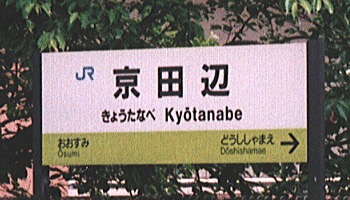 JR 京田辺
きょうたなべ Kyōtanabe
おおすみ どうししゃまえ
Osumi Dōshishamae →